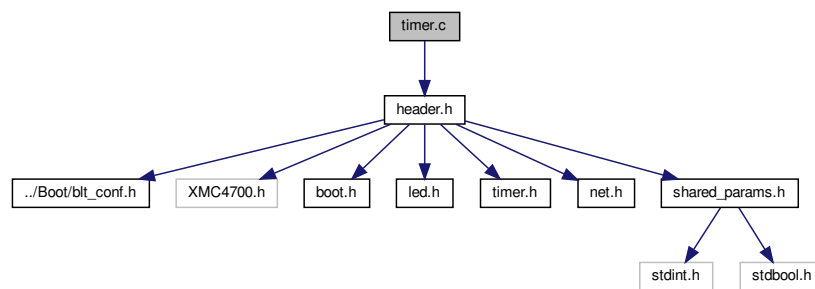 timer.c
header.h
../Boot/blt_conf.h
XMC4700.h
boot.h
led.h
timer.h
net.h
shared_params.h
stdint.h
stdbool.h